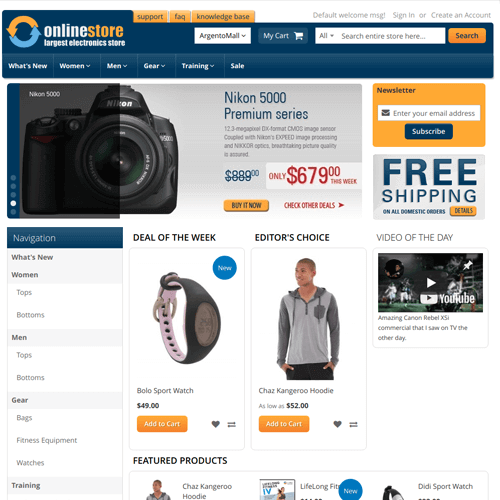 support faq knowledge base
onlinestore
largest electronics store
Default welcome msg! Sign in or Create an Account
ArgentoMall
My Cart
All Search entire store here...
Search
What's New Women Men Gear Training Sale
Nikon 5000
Nikon
Nikon 5000
Premium series
12.3-megapixel DX-format CMOS image sensor
Coupled with Nikon's EXPEED image processing
and NIKKOR optics, breathtaking picture quality
is assured.
$889.00 ONLY $679.00 THIS WEEK
BUY IT NOW CHECK OUT DEALS
Newsletter
Enter your email address
Subscribe
FREE
SHIPPING
ON ALL DOMESTIC ORDERS DETAILS
Navigation
What's New
Women
Tops
Bottoms
Men
Tops
Bottoms
Gear
Bags
Fitness Equipment
Watches
Training
DEAL OF THE WEEK
New
Bolo Sport Watch
$49.00
Add to Cart
EDITOR'S CHOICE
Chaz Kangeroo Hoodie
As low as $52.00
Add to Cart
VIDEO OF THE DAY
YouTube
Amazing Canon Rebel XSi
commercial that I saw on TV the
other day.
FEATURED PRODUCTS
Chaz Kangeroo
Hoodie
LifeLong Fitn
IV
New
Didi Sport Watch
New